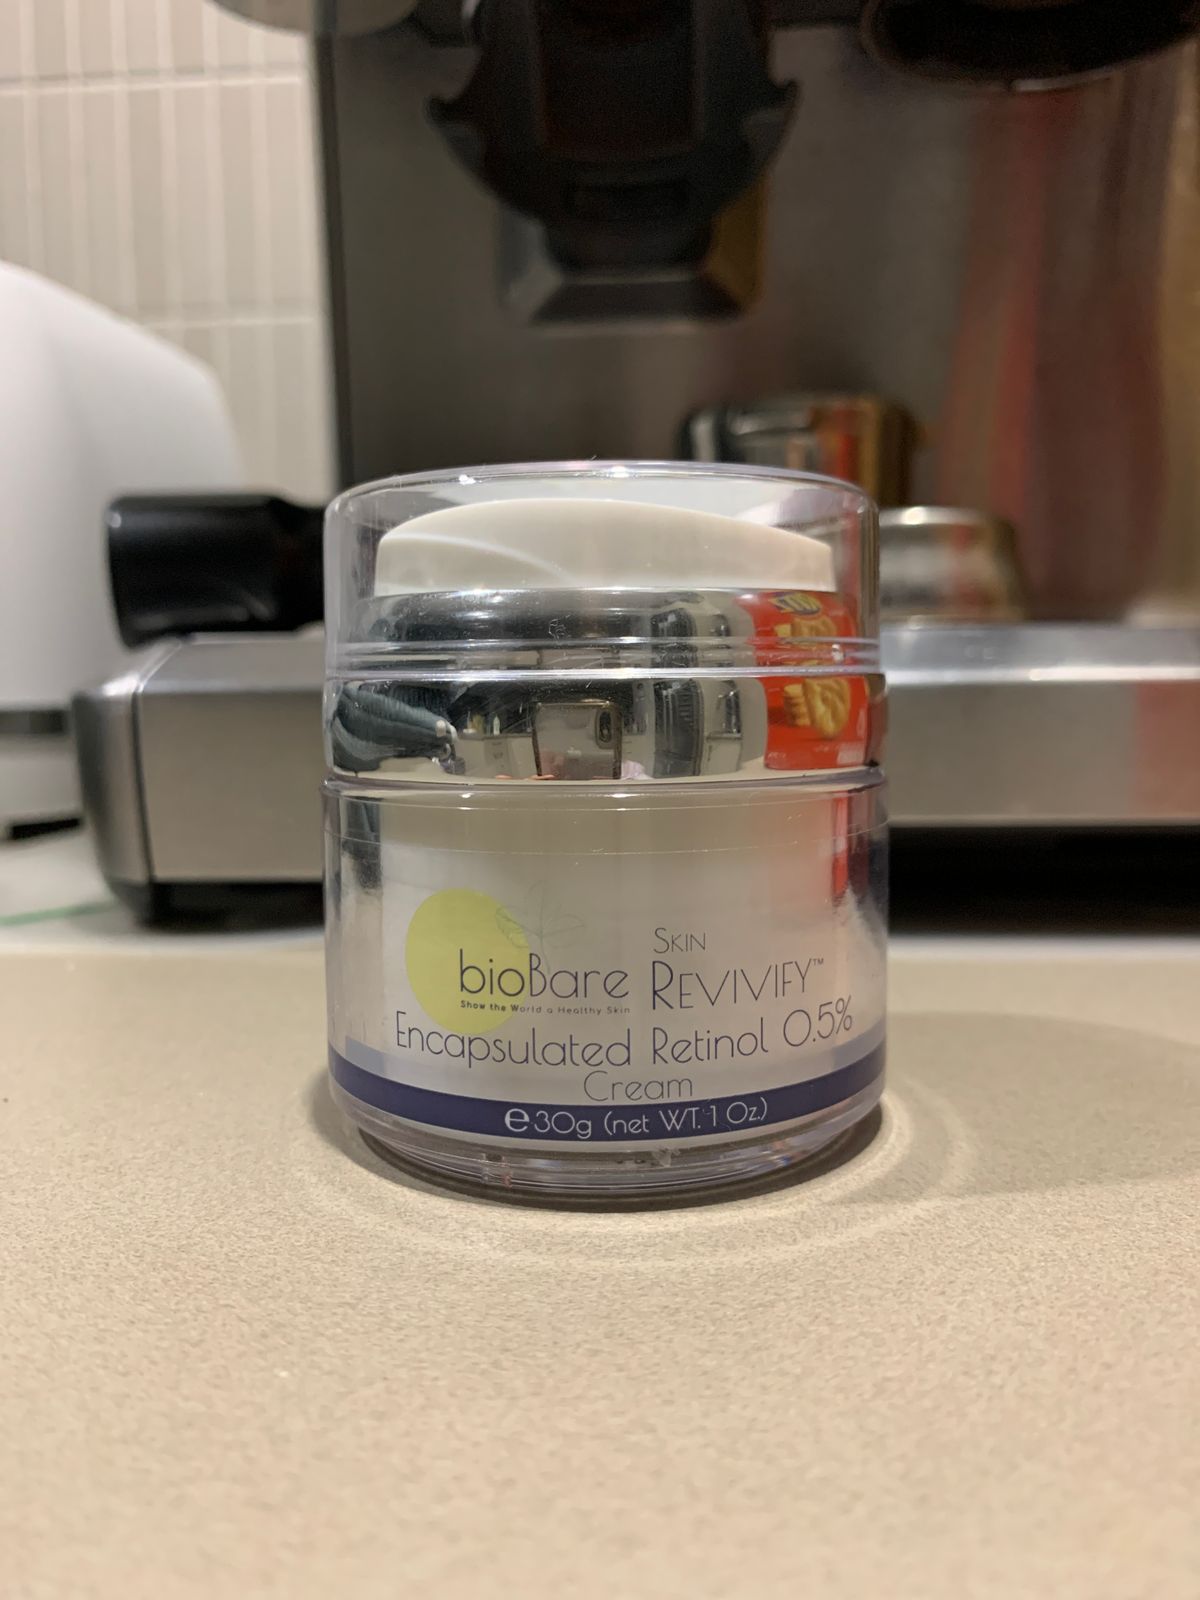 bioBare
Show the World a Healthy Skin
SKIN
REVIVIFY™
Encapsulated Retinol 0.5%
Cream
℮30g (net WT. 1 Oz.)